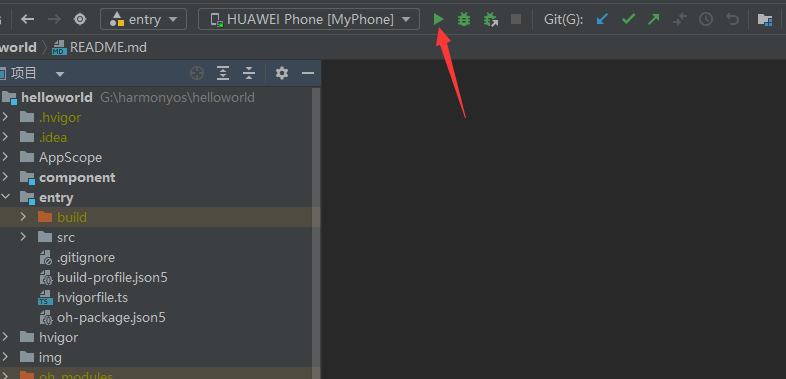 entry HUAWEI Phone [MyPhone] Git(G):
world README.md
项目
helloworld G:\harmonyos\helloworld
.hvigor
.idea
AppScope
component
entry
build
src
.gitignore
build-profile.json5
hvigorfile.ts
oh-package.json5
hvigor
img
oh_modules